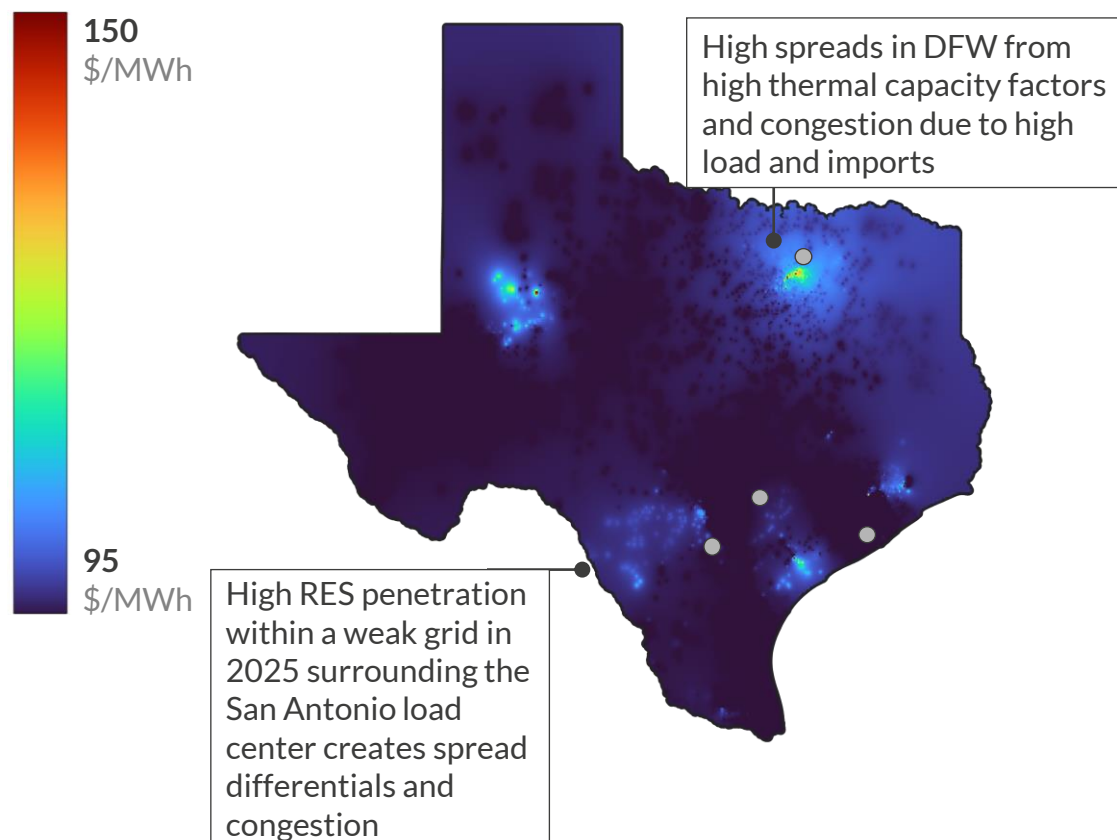 150
$/MWh
High spreads in DFW from
high thermal capacity factors
and congestion due to high
load and imports
95
$/MWh
High RES penetration
within a weak grid in
2025 surrounding the
San Antonio load
center creates spread
differentials and
congestion